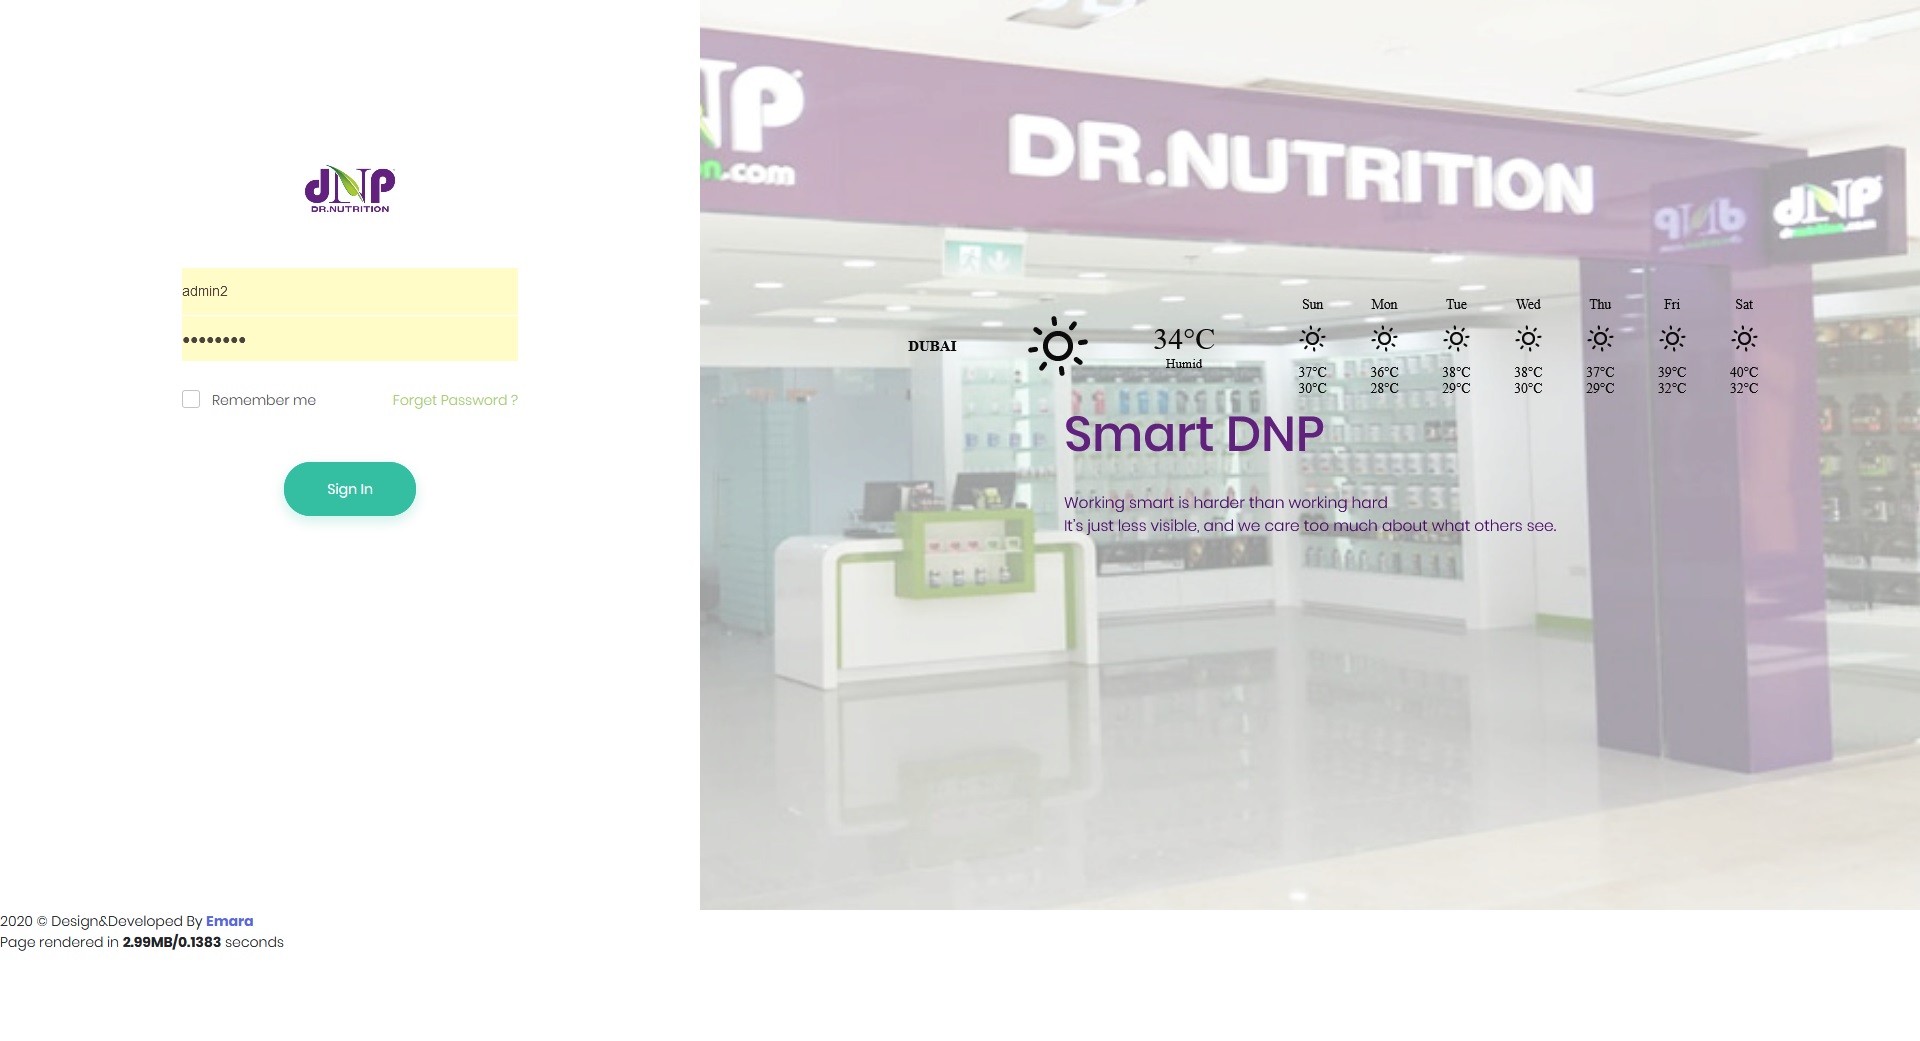 dNP
DR.NUTRITION
admin2
••••••••
Remember me
Forget Password ?
Sign In
NP
n.com
DR.NUTRITION
dNP
DUBAI
34°C
Humid
Sun Mon Tue Wed Thu Fri Sat
37°C 36°C 38°C 38°C 37°C 39°C 40°C
30°C 28°C 29°C 30°C 29°C 32°C 32°C
Smart DNP
Working smart is harder than working hard
It's just less visible, and we care too much about what others see.
2020 © Design&Developed By Emara
Page rendered in 2.99MB/0.1383 seconds